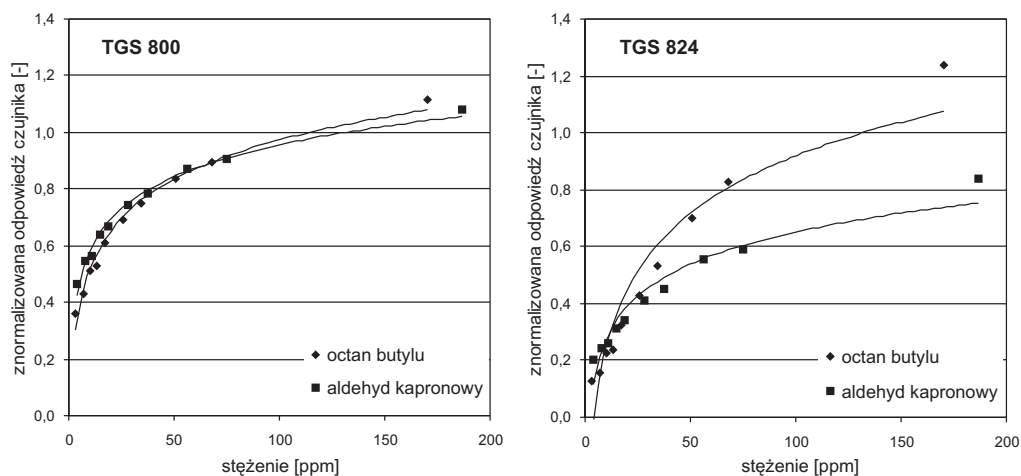 TGS 800
znormalizowana odpowiedź czujnika [-]
1,4
1,2
1,0
0,8
0,6
0,4
0,2
0,0
0
50
100
150
200
stężenie [ppm]
octan butylu
aldehyd kapronowy
TGS 824
znormalizowana odpowiedź czujnika [-]
1,4
1,2
1,0
0,8
0,6
0,4
0,2
0,0
0
50
100
150
200
stężenie [ppm]
octan butylu
aldehyd kapronowy